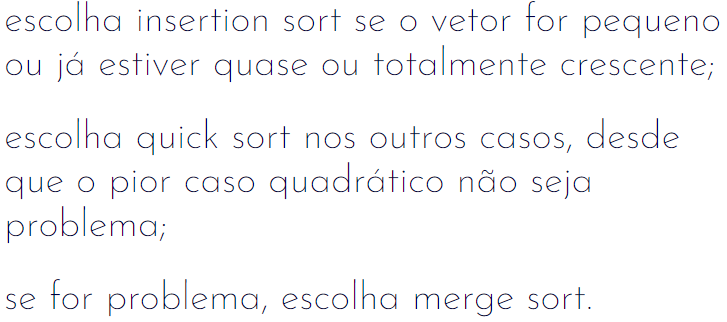 escolha insertion sort se o vetor for pequeno
ou já estiver quase ou totalmente crescente;
escolha quick sort nos outros casos, desde
que o pior caso quadrático não seja
problema;
se for problema, escolha merge sort.